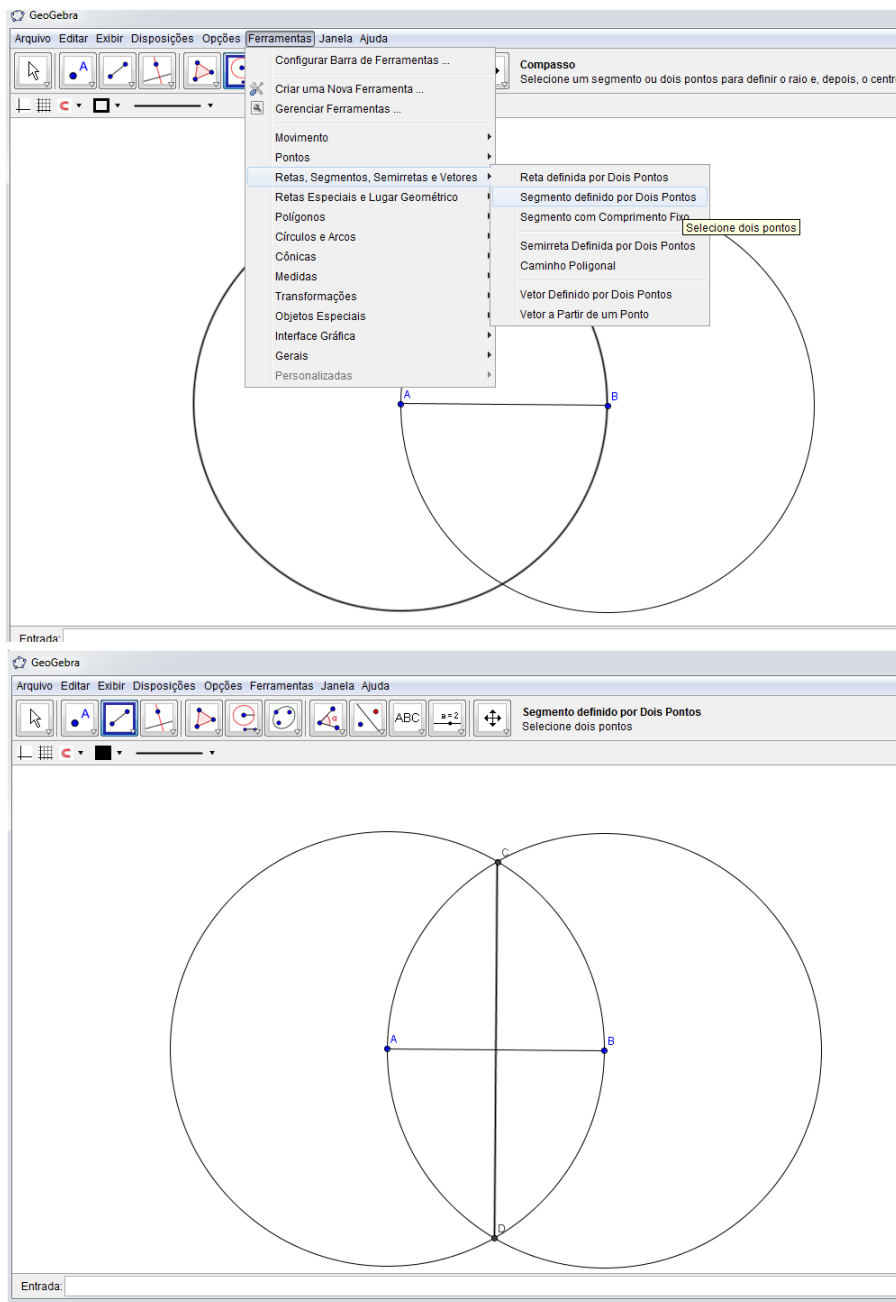 GeoGebra
Arquivo Editar Exibir Disposições Opções Ferramentas Janela Ajuda
A
Compasso
Selecione um segmento ou dois pontos para definir o raio e, depois, o centr
Configurar Barra de Ferramentas ...
Criar uma Nova Ferramenta ...
Gerenciar Ferramentas ...
Movimento
Pontos
Retas, Segmentos, Semirretas e Vetores
Retas Especiais e Lugar Geométrico
Polígonos
Círculos e Arcos
Cônicas
Medidas
Transformações
Objetos Especiais
Interface Gráfica
Gerais
Personalizadas
Reta definida por Dois Pontos
Segmento definido por Dois Pontos
Segmento com Comprimento Fixo
Selecione dois pontos
Semirreta Definida por Dois Pontos
Caminho Poligonal
Vetor Definido por Dois Pontos
Vetor a Partir de um Ponto
A
B
Entrada:
GeoGebra
Arquivo Editar Exibir Disposições Opções Ferramentas Janela Ajuda
A
α
ABC
a=2
Segmento definido por Dois Pontos
Selecione dois pontos
C
A
B
D
Entrada: